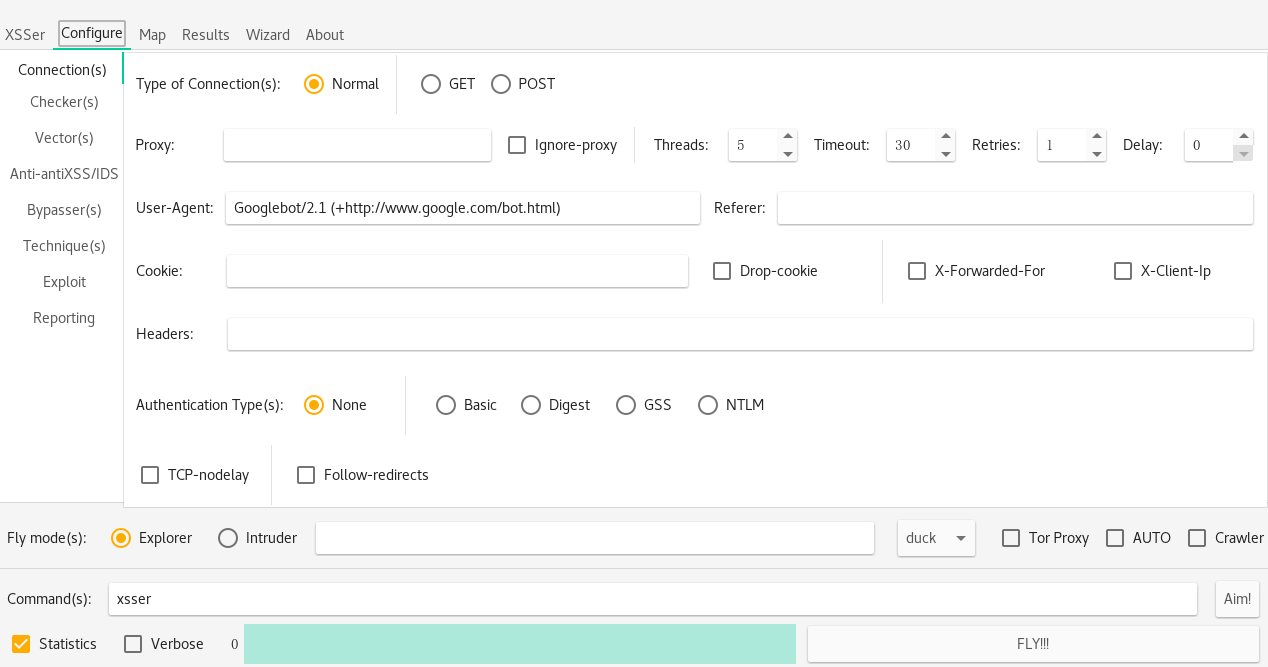 XSSer Configure Map Results Wizard About
Connection(s)
Checker(s)
Vector(s)
Anti-antiXSS/IDS
Bypasser(s)
Technique(s)
Exploit
Reporting
Type of Connection(s): Normal GET POST
Proxy: Ignore-proxy Threads: 5 Timeout: 30 Retries: 1 Delay: 0
User-Agent: Googlebot/2.1 (+http://www.google.com/bot.html) Referer:
Cookie: Drop-cookie X-Forwarded-For X-Client-Ip
Headers:
Authentication Type(s): None Basic Digest GSS NTLM
TCP-nodelay Follow-redirects
Fly mode(s): Explorer Intruder duck Tor Proxy AUTO Crawler
Command(s): xsser Aim!
Statistics Verbose 0 FLY!!!